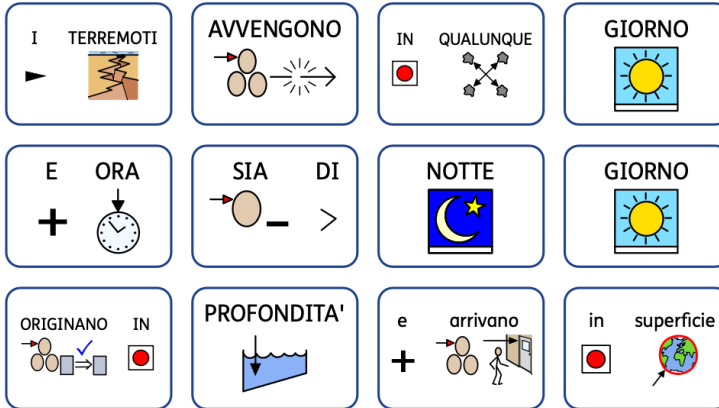 I TERREMOTI AVVENGONO IN QUALUNQUE GIORNO
E ORA SIA DI NOTTE GIORNO
ORIGINANO IN PROFONDITA' e arrivano in superficie